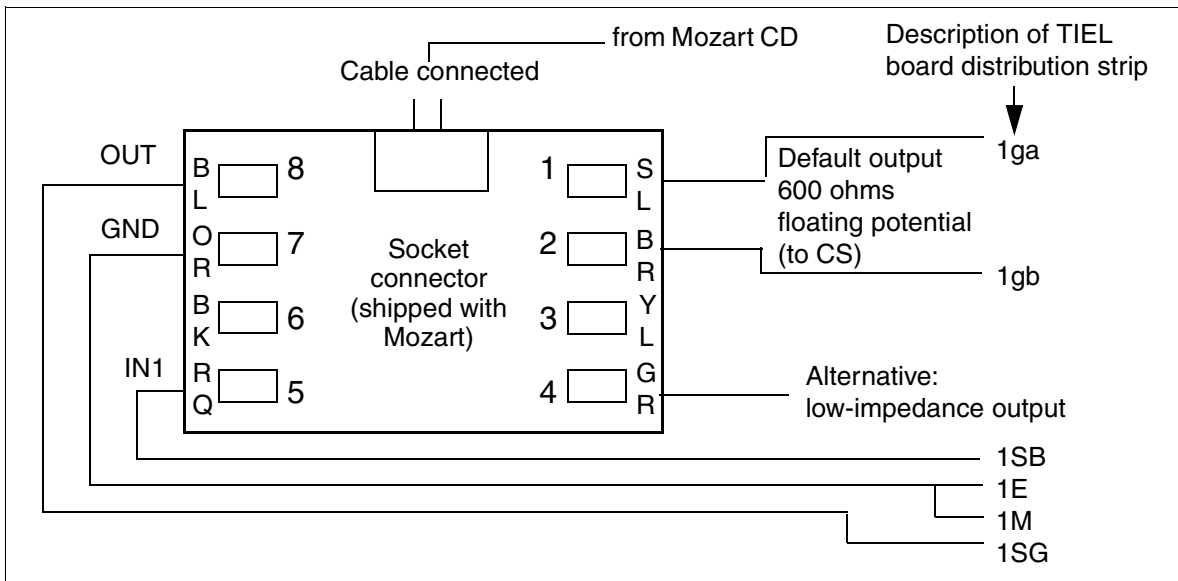 from Mozart CD
Description of TIEL
board distribution strip
Cable connected
OUT
B
L
8
1
S
L
Default output
600 ohms
floating potential
(to CS)
1ga
GND
O
R
7
Socket
connector
(shipped with
Mozart)
2
B
R
1gb
B
K
6
3
Y
L
IN1
R
Q
5
4
G
R
Alternative:
low-impedance output
1SB
1E
1M
1SG